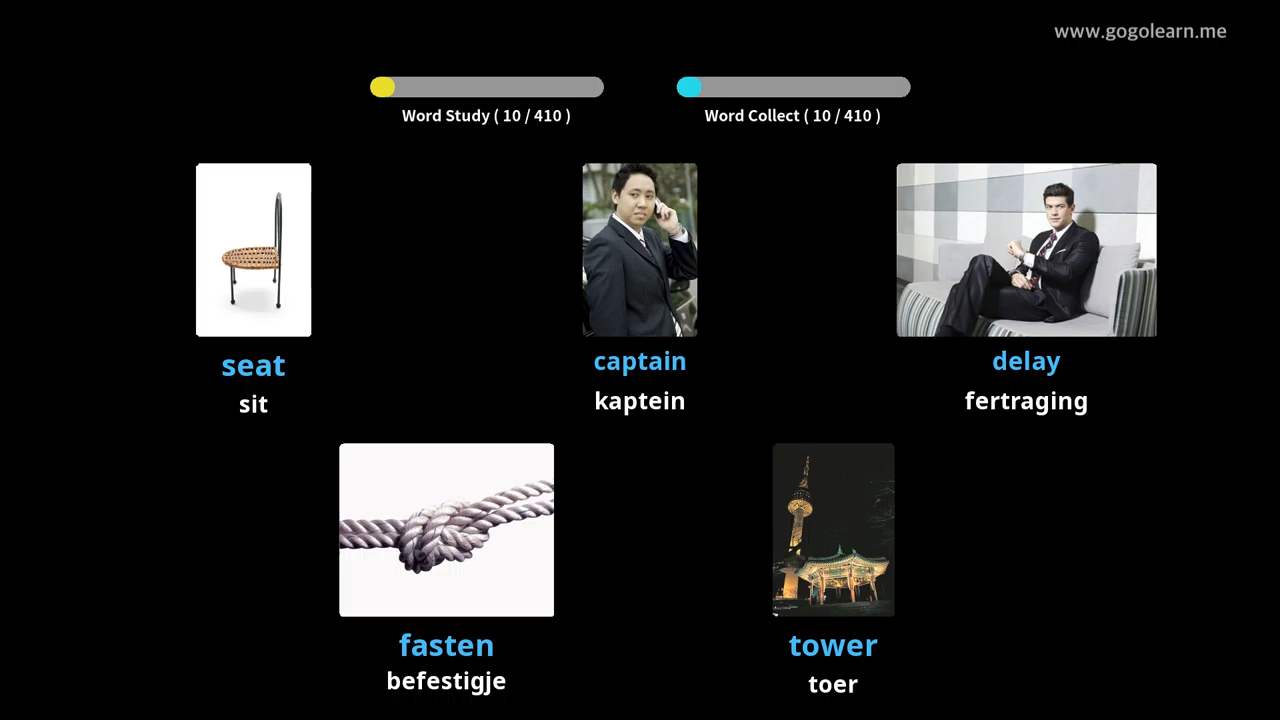 www.gogolearn.me
Word Study ( 10 / 410 )
Word Collect ( 10 / 410 )
seat
sit
captain
kaptein
delay
fertraging
fasten
befestigje
tower
toer